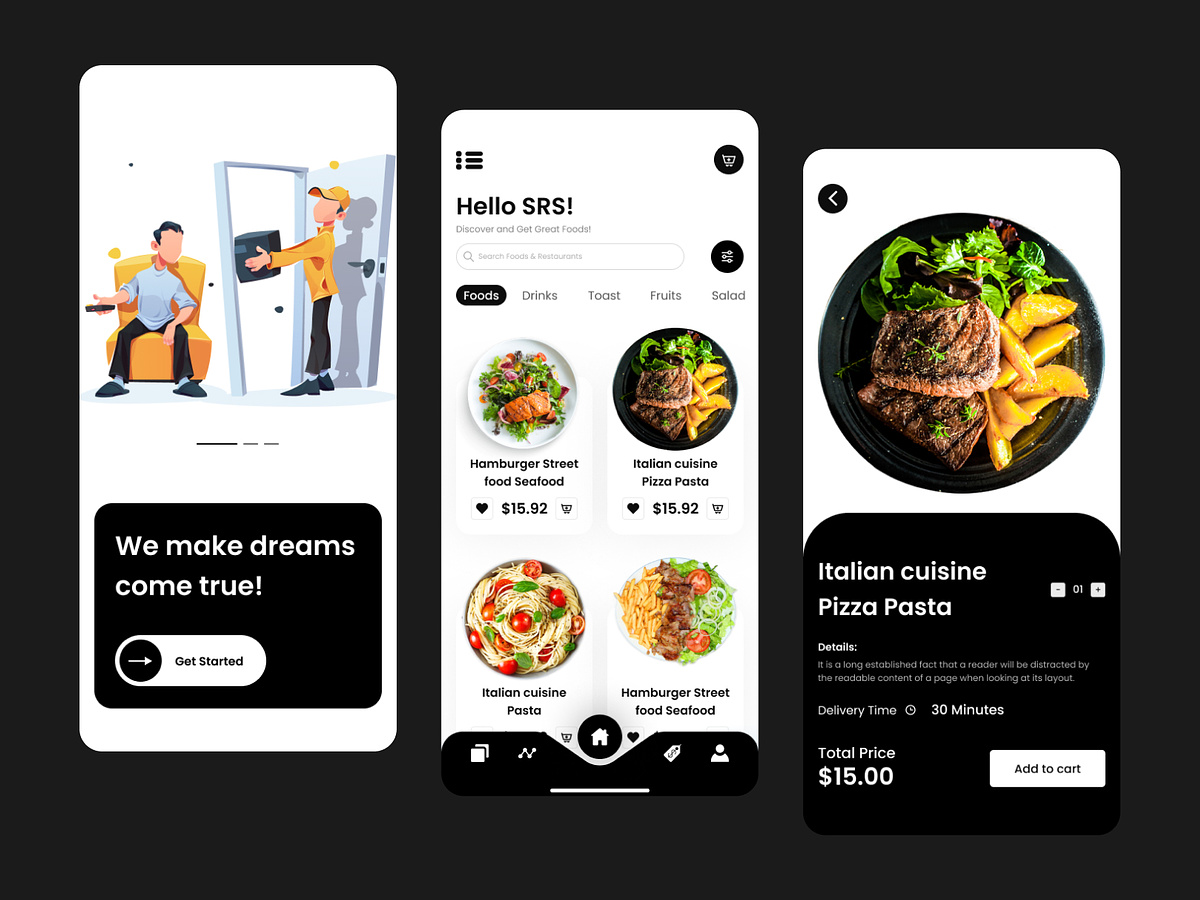 We make dreams
come true!
Get Started
Hello SRS!
Discover and Get Great Foods!
Search Foods & Restaurants
Foods Drinks Toast Fruits Salad
Hamburger Street
food Seafood
$15.92
Italian cuisine
Pizza Pasta
$15.92
Italian cuisine
Pasta
Hamburger Street
food Seafood
Italian cuisine
Pizza Pasta
- 01 +
Details:
It is a long established fact that a reader will be distracted by
the readable content of a page when looking at its layout.
Delivery Time 30 Minutes
Total Price
$15.00
Add to cart